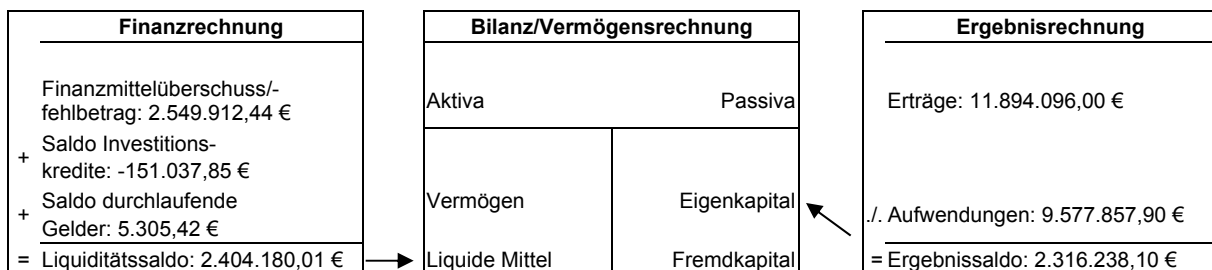 Finanzrechnung
Finanzmittelüberschuss/-
fehlbetrag: 2.549.912,44 €
+ Saldo Investitions-
kredite: -151.037,85 €
+ Saldo durchlaufende
Gelder: 5.305,42 €
= Liquiditätssaldo: 2.404.180,01 €
Bilanz/Vermögensrechnung
Aktiva Passiva
Vermögen Eigenkapital
Liquide Mittel Fremdkapital
Ergebnisrechnung
Erträge: 11.894.096,00 €
./. Aufwendungen: 9.577.857,90 €
= Ergebnissaldo: 2.316.238,10 €